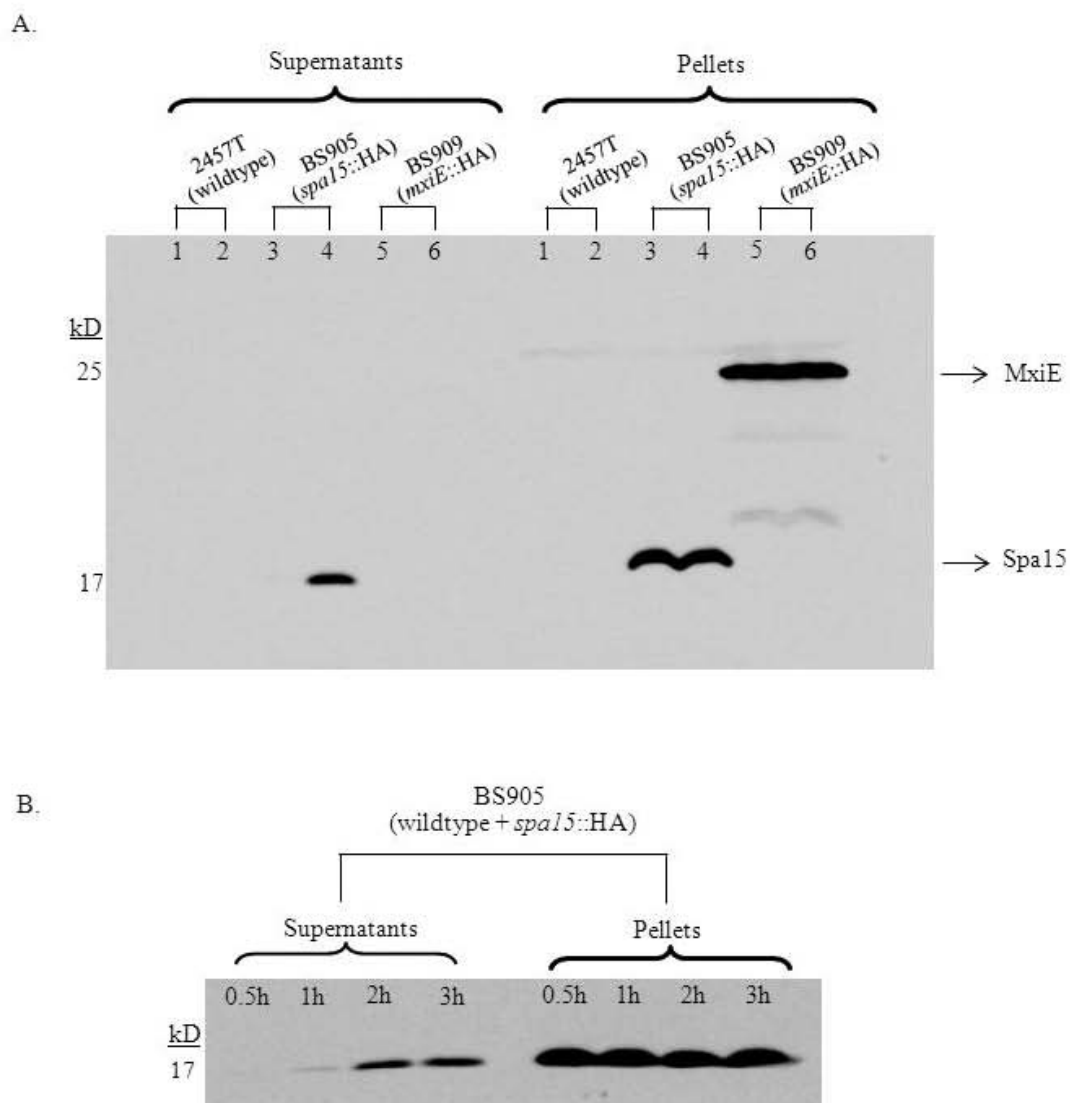 A.
Supernatants
Pellets
2457T
(wildtype)
BS905
(spa15::HA)
BS909
(mxiE::HA)
2457T
(wildtype)
BS905
(spa15::HA)
BS909
(mxiE::HA)
1 2 3 4 5 6 1 2 3 4 5 6
kD
25
MxiE
17
Spa15
B.
BS905
(wildtype + spa15::HA)
Supernatants
Pellets
0.5h 1h 2h 3h 0.5h 1h 2h 3h
kD
17